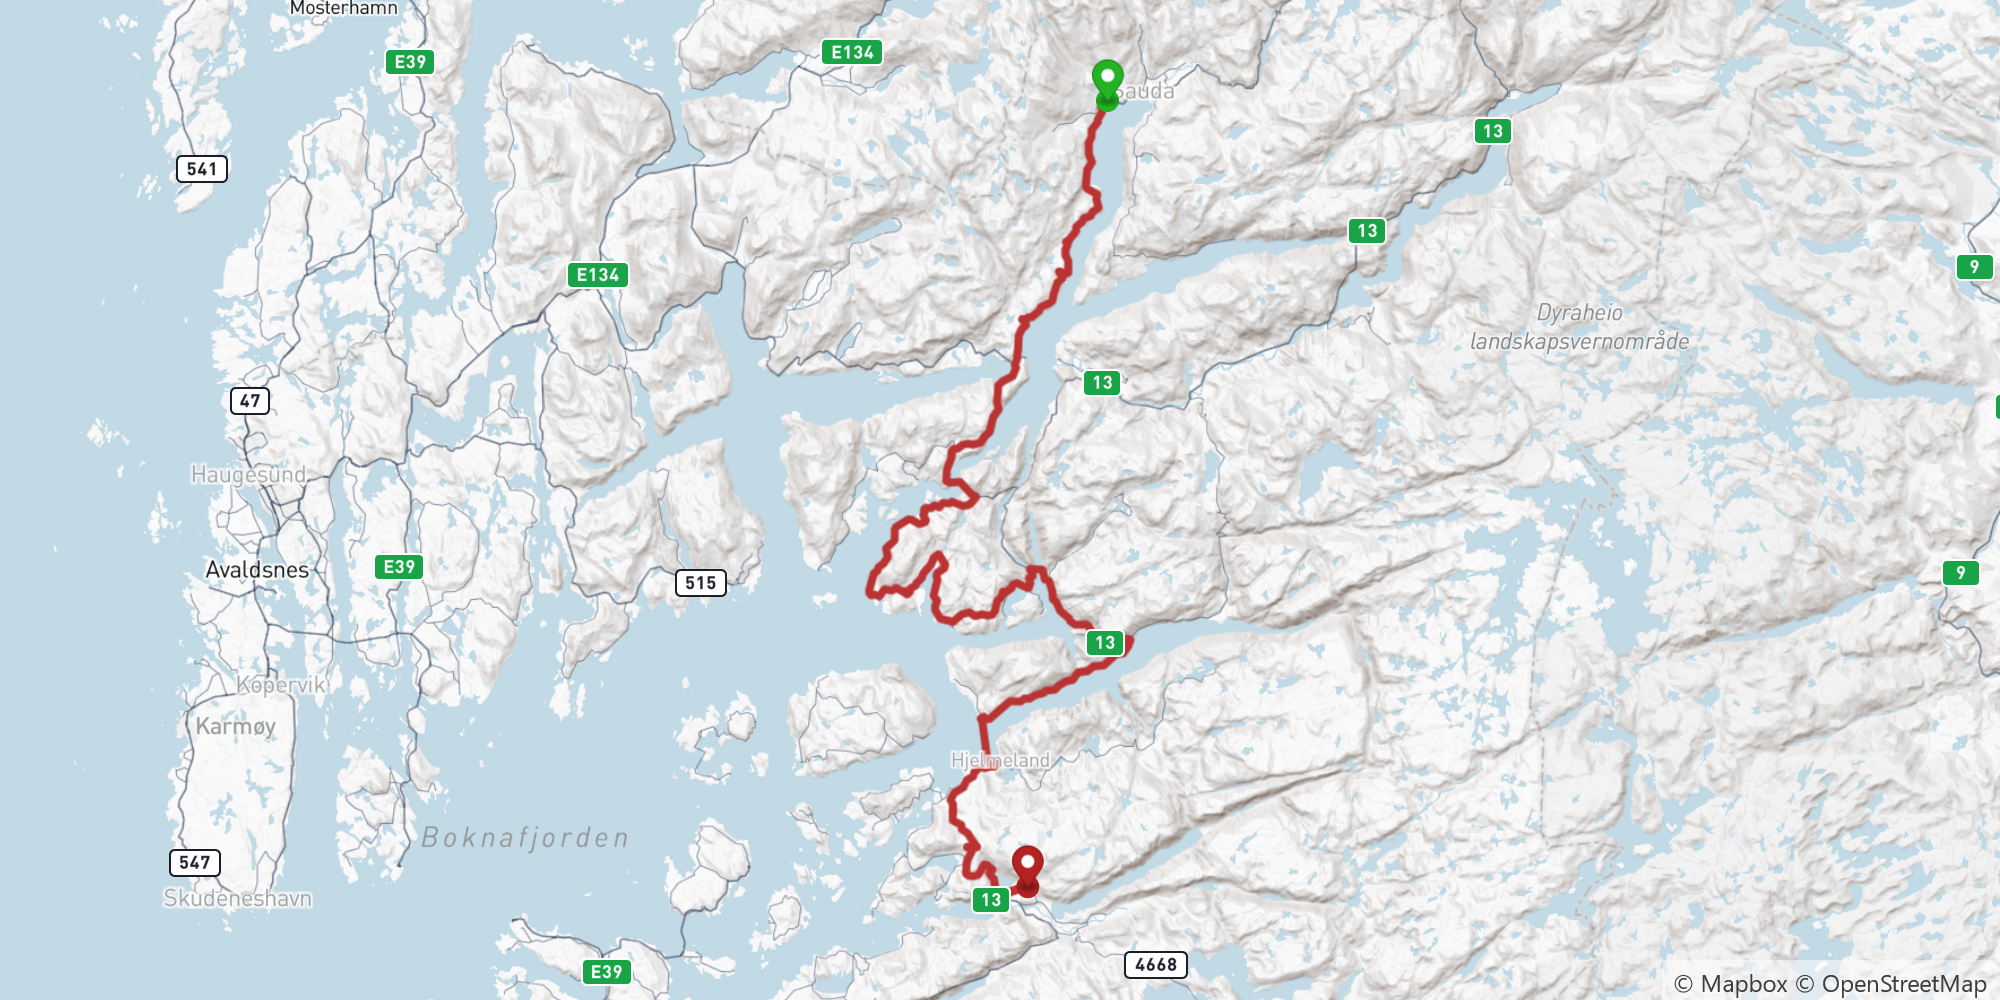 Mosterhamn
E39
E134
Sauda
13
541
13
E134
9
Dyraheio
landskapsvernområde
13
47
Haugesund
E39
Avaldsnes
515
9
13
Kopervik
Karmøy
Hjelmeland
Boknafjorden
547
Skudeneshavn
13
4668
E39
© Mapbox © OpenStreetMap